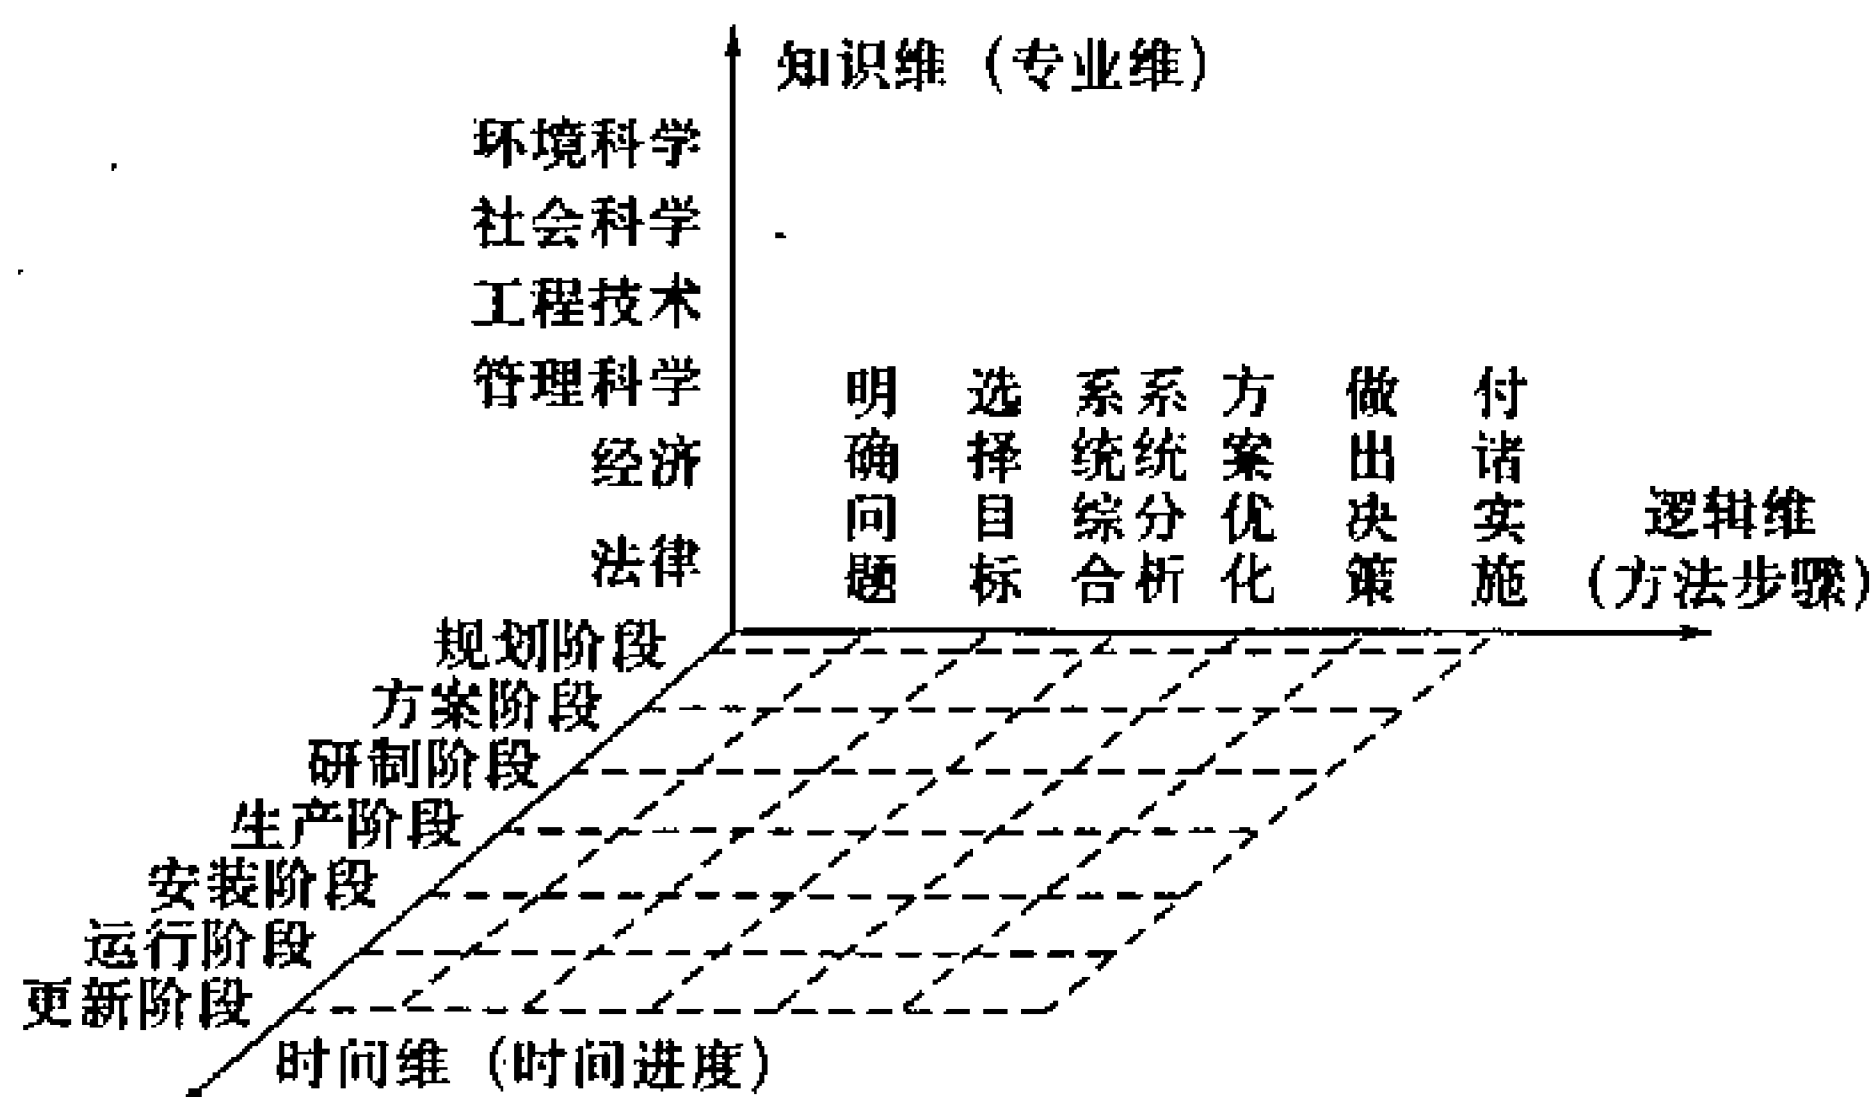 知识维（专业维）
环境科学
社会科学
工程技术
管理科学
经济
法律
明确问题
选择目标
系统综合
系统分析
方案优化
做出决策
付诸实施
逻辑维
（方法步骤）
规划阶段
方案阶段
研制阶段
生产阶段
安装阶段
运行阶段
更新阶段
时间维（时间进度）